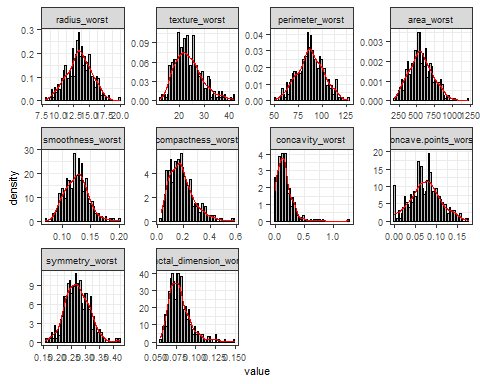 radius_worst texture_worst perimeter_worst area_worst
0.3 0.2 0.1 0.0
0.09 0.06 0.03 0.00
0.04 0.03 0.02 0.01 0.00
0.003 0.002 0.001 0.000
7.5 10.0 12.5 15.0 17.5 20.0
20 30 40
50 75 100 125
250 500 750 1000 1250
smoothness_worst compactness_worst concavity_worst oncave.points_wors
30 20 10 0
4 2 0
4 3 2 1 0
20 15 10 5 0
0.10 0.15 0.20
0.0 0.2 0.4 0.6
0.0 0.5 1.0
0.00 0.05 0.10 0.15
symmetry_worst ctal_dimension_wor
9 6 3 0
40 30 20 10 0
0.15 0.20 0.25 0.30 0.35 0.40
0.050 0.075 0.100 0.125 0.150
density
value